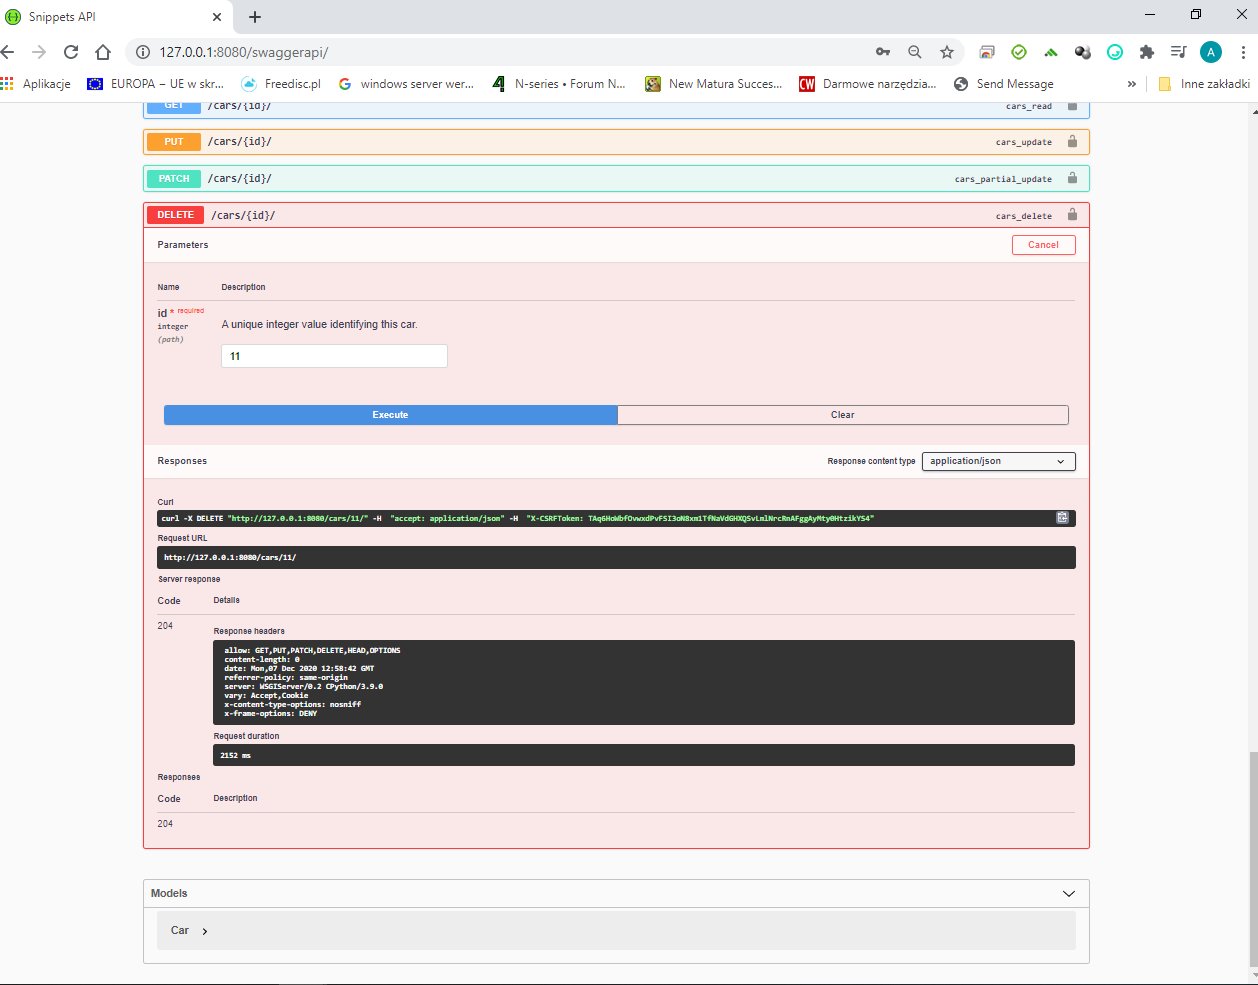 Snippets API
127.0.0.1:8080/swaggerapi/
A
Aplikacje
EUROPA – UE w skr...
Freedisc.pl
windows server wer...
N-series • Forum N...
New Matura Succes...
CW Darmowe narzędzia...
Send Message
»
Inne zakładki
GET /cars/{id}/ cars_read
PUT /cars/{id}/ cars_update
PATCH /cars/{id}/ cars_partial_update
DELETE /cars/{id}/ cars_delete
Parameters Cancel
Name Description
id * required
integer
(path)
A unique integer value identifying this car.
11
Execute Clear
Responses Response content type application/json
Curl
curl -X DELETE "http://127.0.0.1:8080/cars/11/" -H "accept: application/json" -H "X-CSRFToken:
Request URL
http://127.0.0.1:8080/cars/11/
Server response
Code Details
204
Response headers
allow: GET,PUT,PATCH,DELETE,HEAD,OPTIONS
content-length: 0
date: Mon,07 Dec 2020 12:58:42 GMT
referrer-policy: same-origin
server: WSGIServer/0.2 CPython/3.9.0
vary: Accept,Cookie
x-content-type-options: nosniff
x-frame-options: DENY
Request duration
2152 ms
Responses
Code Description
204
Models
Car